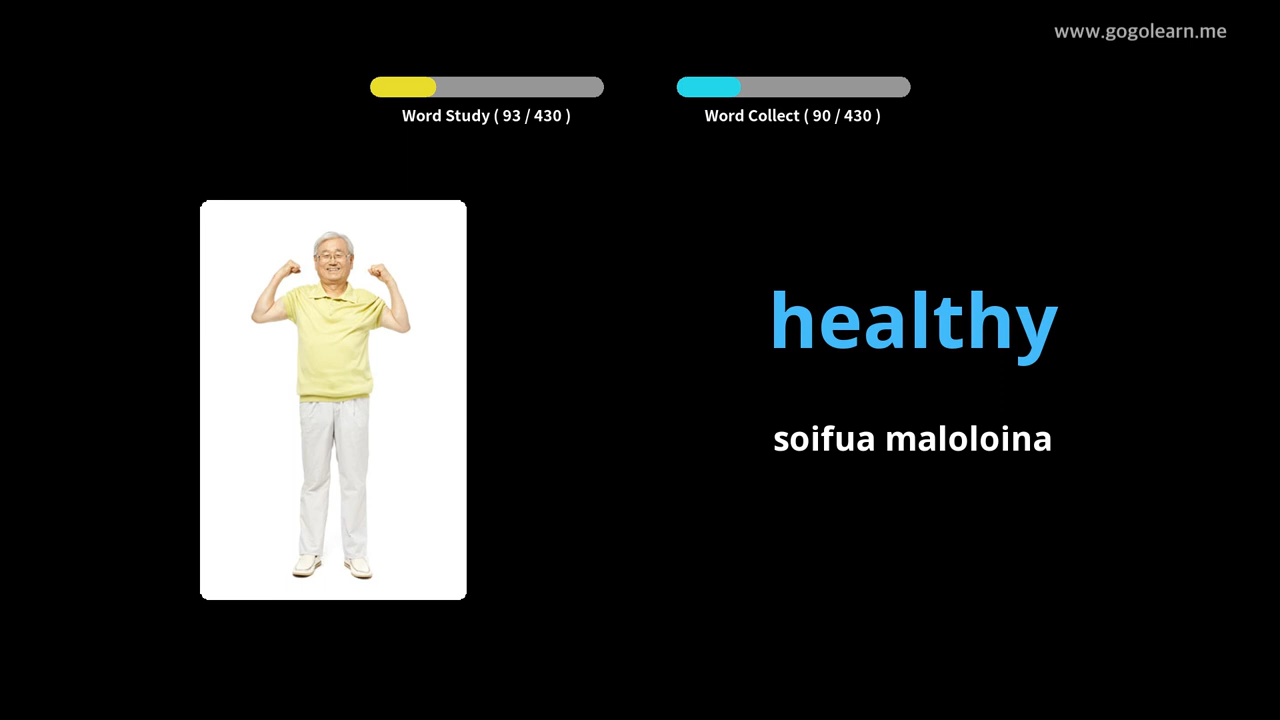 www.gogolearn.me
Word Study ( 93 / 430 )
Word Collect ( 90 / 430 )
healthy
soifua maloloina